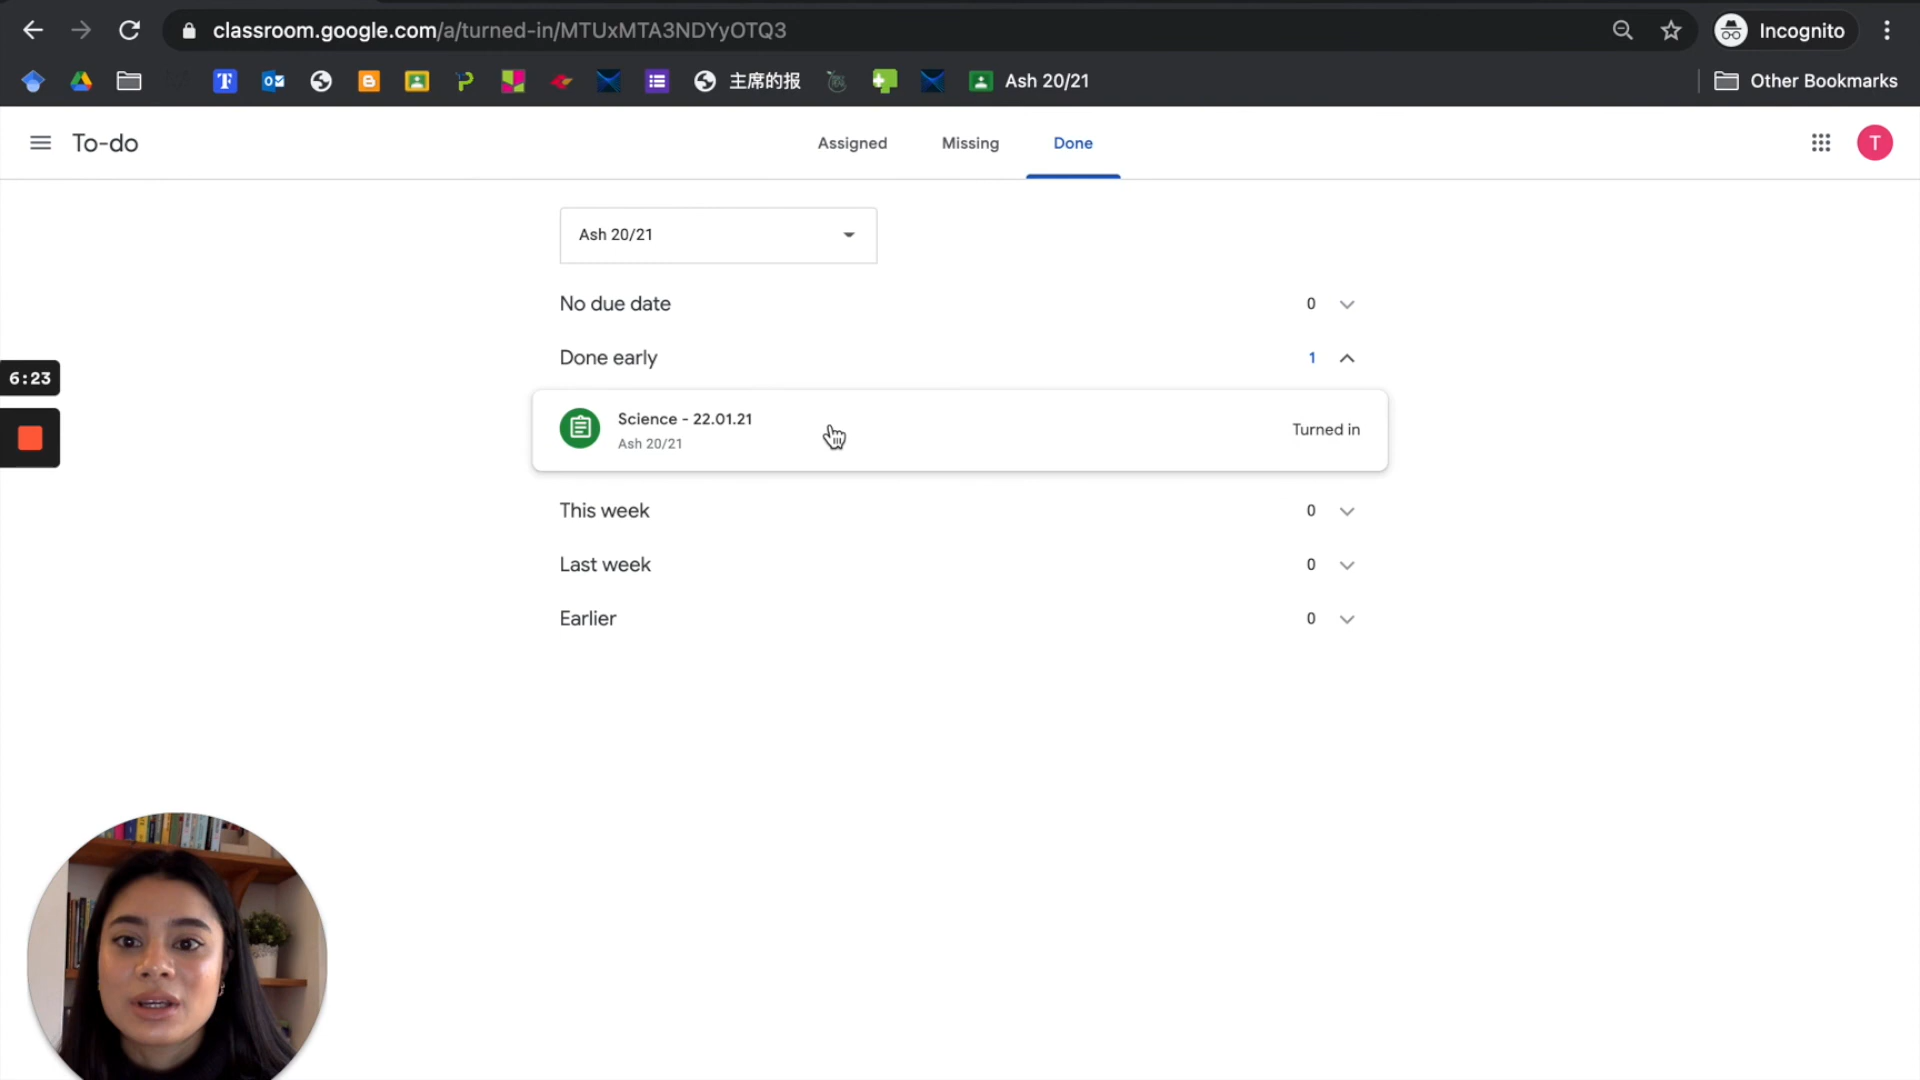 classroom.google.com/a/turned-in/MTUxMTA3NDYyOTQ3
Incognito
主席的报
Ash 20/21
Other Bookmarks
To-do
Assigned
Missing
Done
T
Ash 20/21
No due date
0
Done early
1
6:23
Science - 22.01.21
Ash 20/21
Turned in
This week
0
Last week
0
Earlier
0